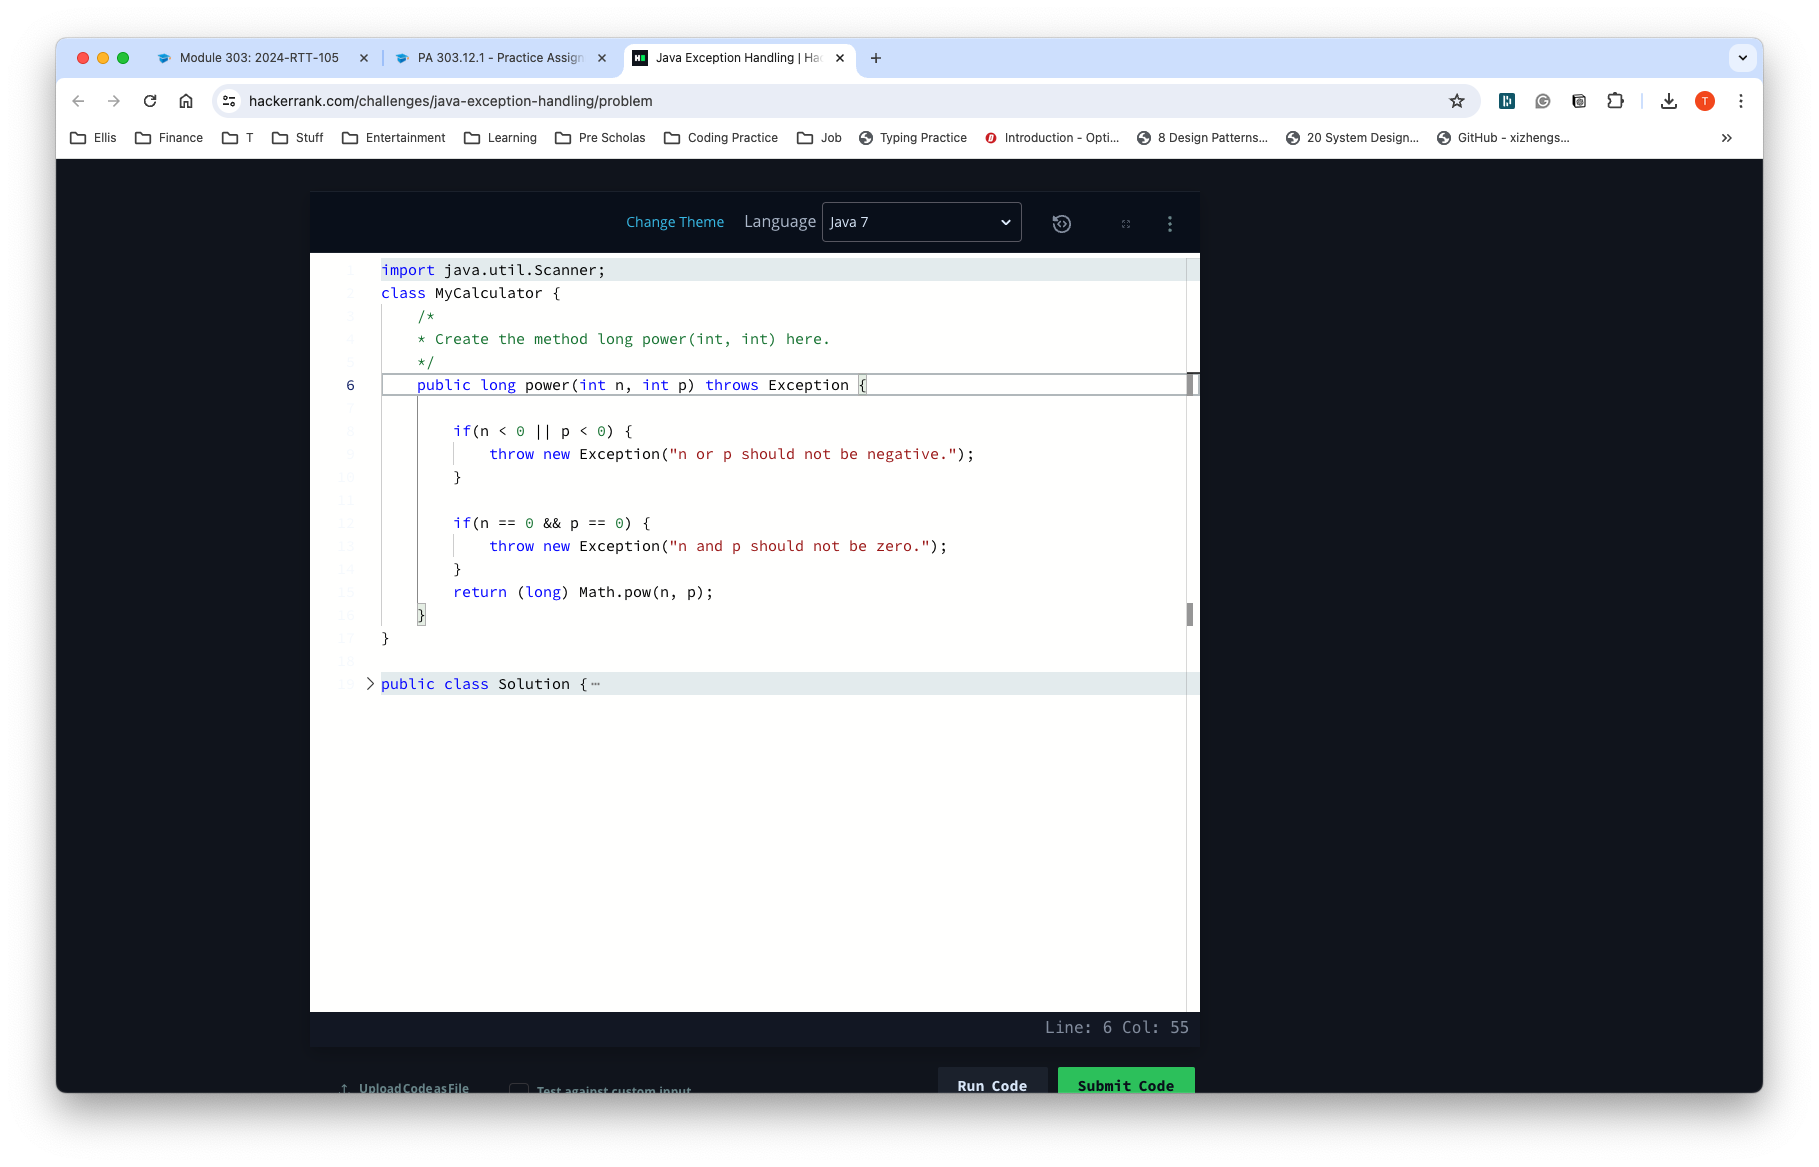 Module 303: 2024-RTT-105
PA 303.12.1 - Practice Assign
Java Exception Handling | Hac
hackerrank.com/challenges/java-exception-handling/problem
T
Ellis Finance T Stuff Entertainment Learning Pre Scholas Coding Practice Job Typing Practice Introduction - Opti... 8 Design Patterns... 20 System Design... GitHub - xizhengs...
Change Theme Language Java 7
1 import java.util.Scanner;
2 class MyCalculator {
3 /*
4 * Create the method long power(int, int) here.
5 */
6 public long power(int n, int p) throws Exception {
7
8 if(n < 0 || p < 0) {
9 throw new Exception("n or p should not be negative.");
10 }
11
12 if(n == 0 && p == 0) {
13 throw new Exception("n and p should not be zero.");
14 }
15 return (long) Math.pow(n, p);
16 }
17 }
18
19 public class Solution {⋯
Line: 6 Col: 55
Upload Code as File Test against custom input Run Code Submit Code